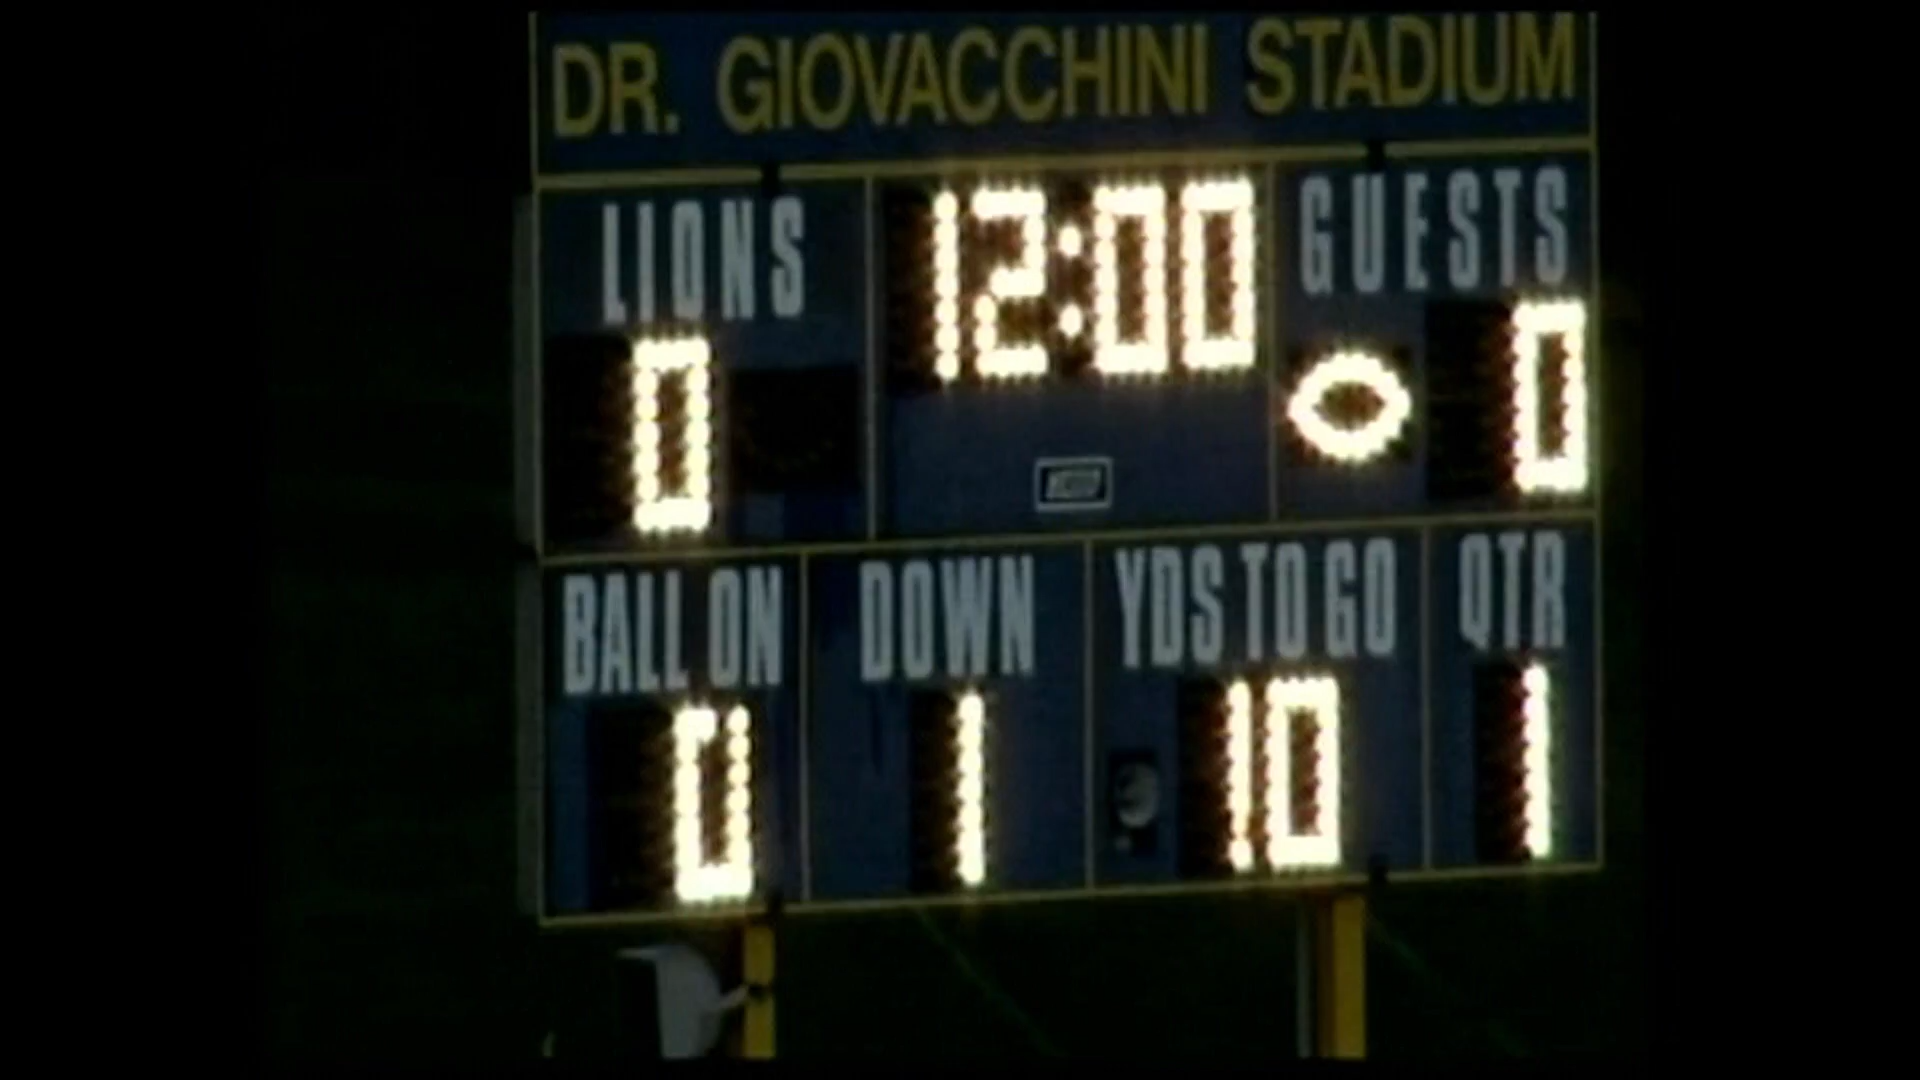 DR. GIOVACCHINI STADIUM
LIONS 12:00 GUESTS
0 0
BALL ON DOWN YDS TO GO QTR
0 1 10 1